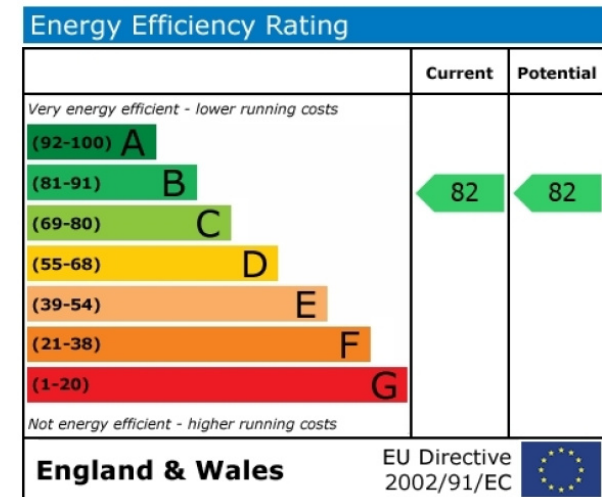 Energy Efficiency Rating
Current Potential
Very energy efficient - lower running costs
(92-100) A
(81-91) B 82 82
(69-80) C
(55-68) D
(39-54) E
(21-38) F
(1-20) G
Not energy efficient - higher running costs
England & Wales
EU Directive
2002/91/EC